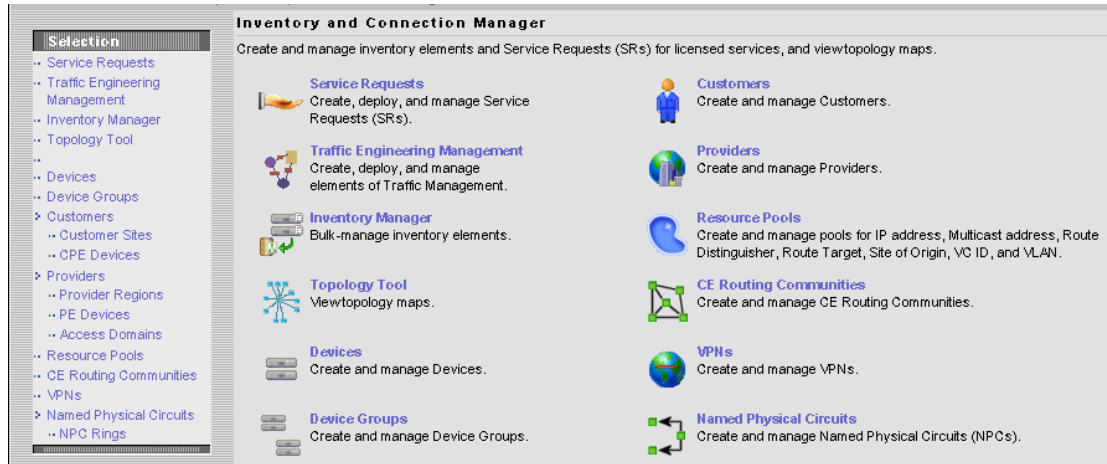 Inventory and Connection Manager
Selection
Service Requests
Traffic Engineering
Management
Inventory Manager
Topology Tool
Devices
Device Groups
Customers
Customer Sites
CPE Devices
Providers
Provider Regions
PE Devices
Access Domains
Resource Pools
CE Routing Communities
VPNs
Named Physical Circuits
NPC Rings
Create and manage inventory elements and Service Requests (SRs) for licensed services, and viewtopology maps.
Service Requests
Create, deploy, and manage Service
Requests (SRs).
Customers
Create and manage Customers.
Traffic Engineering Management
Create, deploy, and manage
elements of Traffic Management.
Providers
Create and manage Providers.
Inventory Manager
Bulk-manage inventory elements.
Resource Pools
Create and manage pools for IP address, Multicast address, Route
Distinguisher, Route Target, Site of Origin, VC ID, and VLAN.
Topology Tool
Viewtopology maps.
CE Routing Communities
Create and manage CE Routing Communities.
Devices
Create and manage Devices.
VPNs
Create and manage VPNs.
Device Groups
Create and manage Device Groups.
Named Physical Circuits
Create and manage Named Physical Circuits (NPCs).